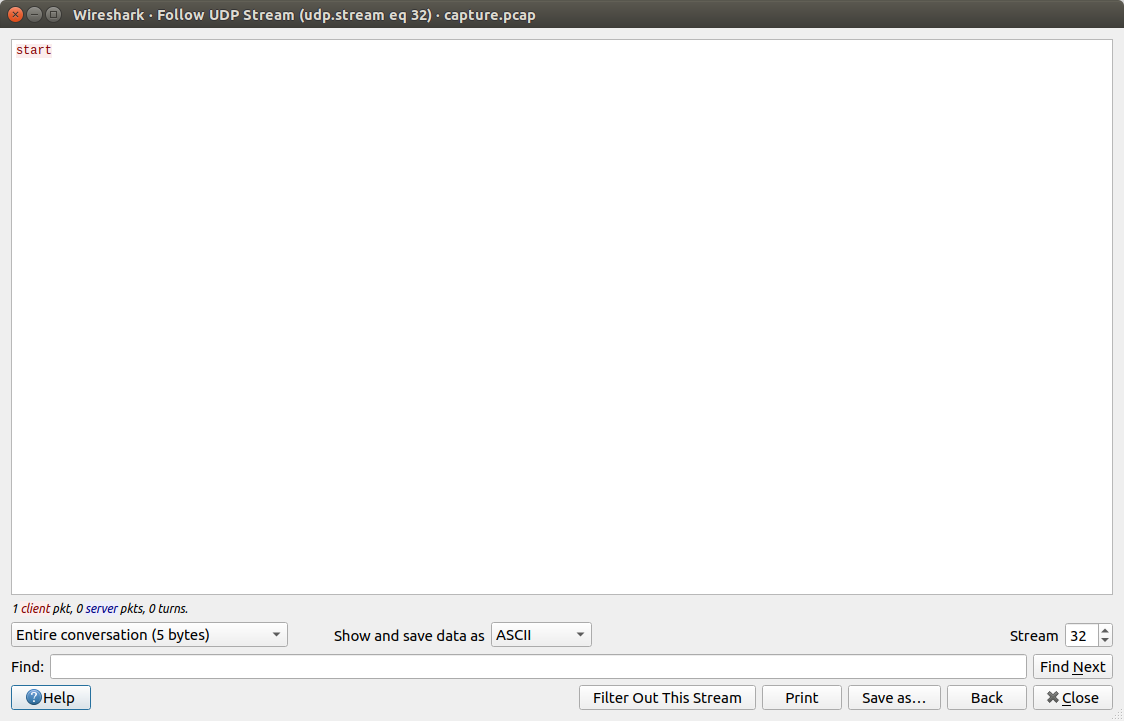 Wireshark · Follow UDP Stream (udp.stream eq 32) · capture.pcap
start
1 client pkt, 0 server pkts, 0 turns.
Entire conversation (5 bytes)
Show and save data as ASCII
Stream 32
Find:
Find Next
Help
Filter Out This Stream
Print
Save as…
Back
Close